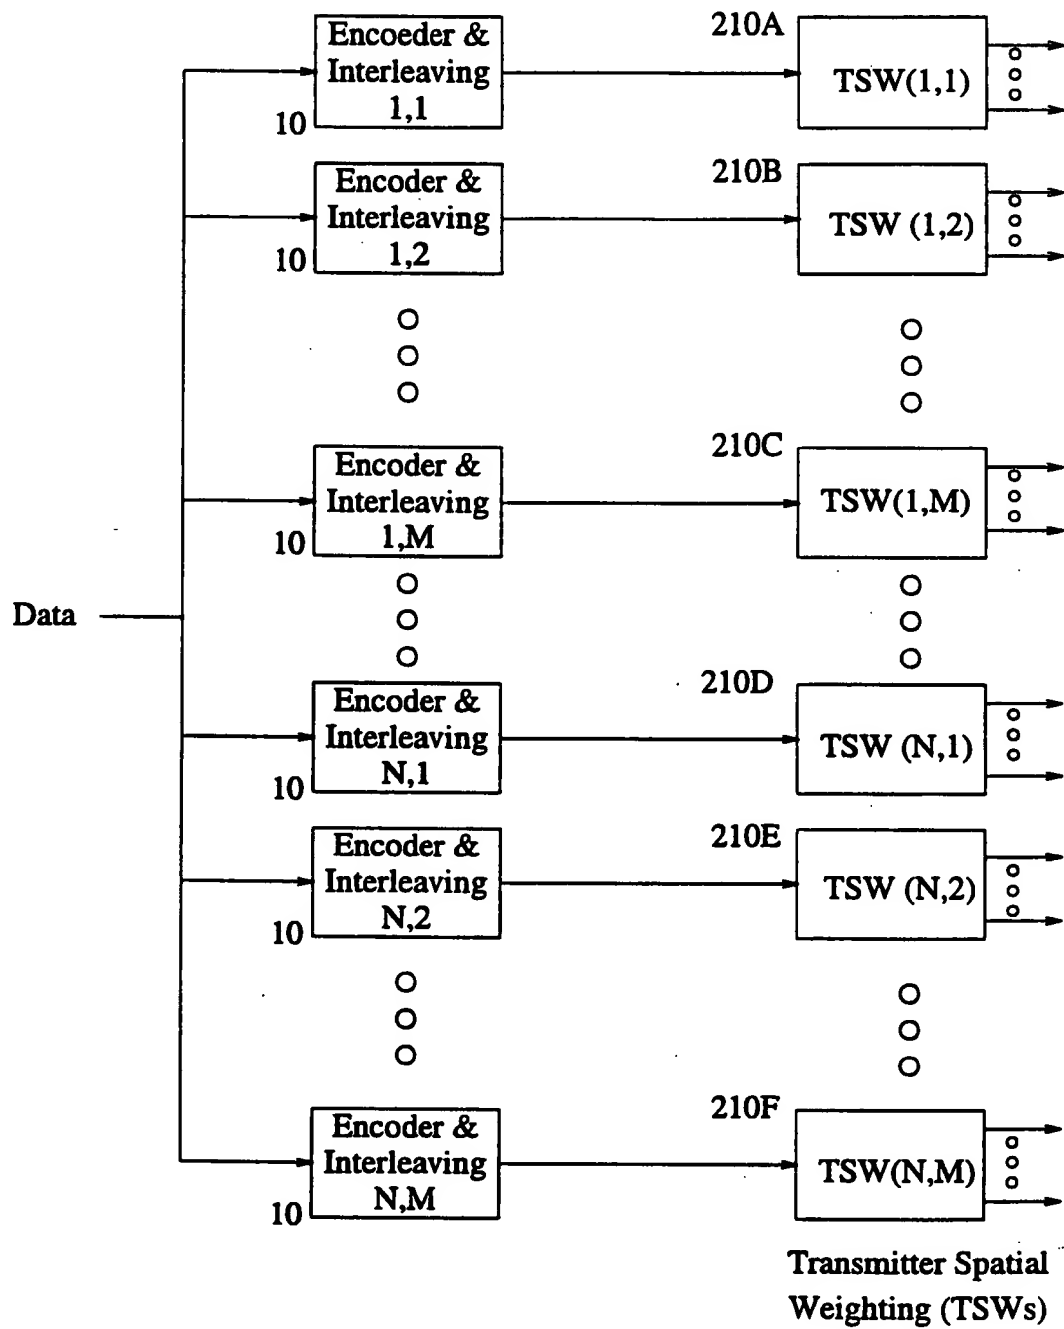 Encoeder &
Interleaving
1,1
10
210A
TSW(1,1)
Encoder &
Interleaving
1,2
10
210B
TSW (1,2)
Encoder &
Interleaving
1,M
10
210C
TSW(1,M)
Data
Encoder &
Interleaving
N,1
10
210D
TSW (N,1)
Encoder &
Interleaving
N,2
10
210E
TSW (N,2)
Encoder &
Interleaving
N,M
10
210F
TSW(N,M)
Transmitter Spatial
Weighting (TSWs)